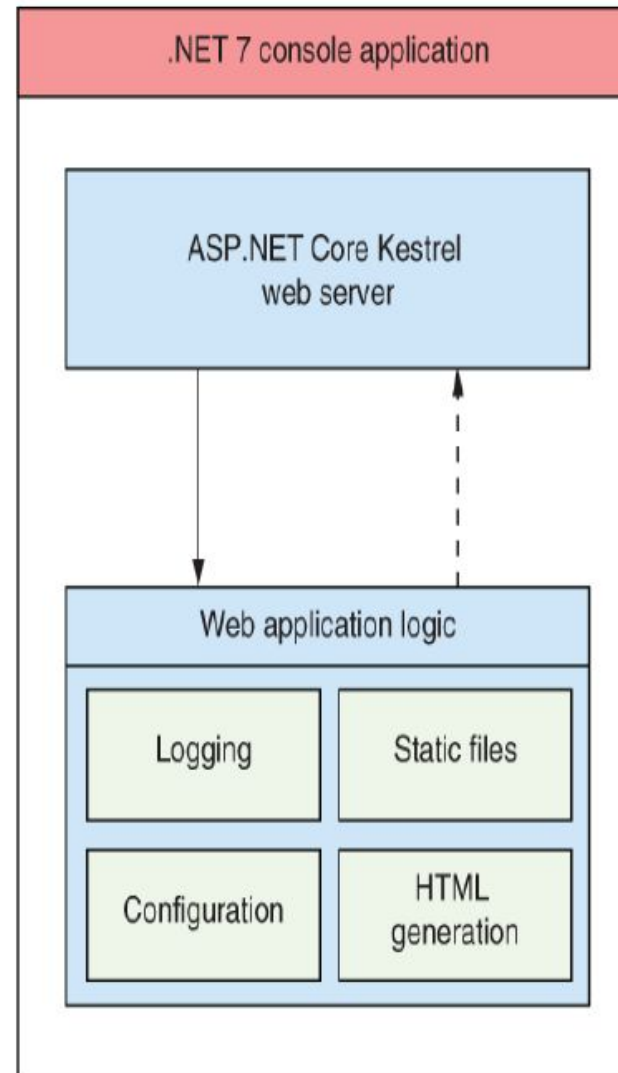 .NET 7 console application
ASP.NET Core Kestrel
web server
Web application logic
Logging
Static files
Configuration
HTML
generation